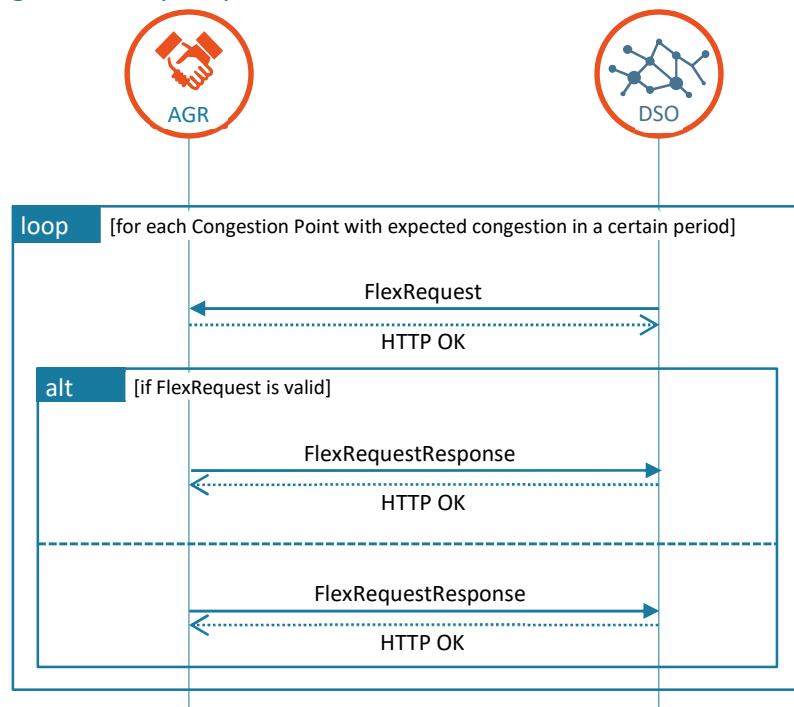 AGR
DSO
loop [for each Congestion Point with expected congestion in a certain period]
FlexRequest
HTTP OK
alt [if FlexRequest is valid]
FlexRequestResponse
HTTP OK
FlexRequestResponse
HTTP OK